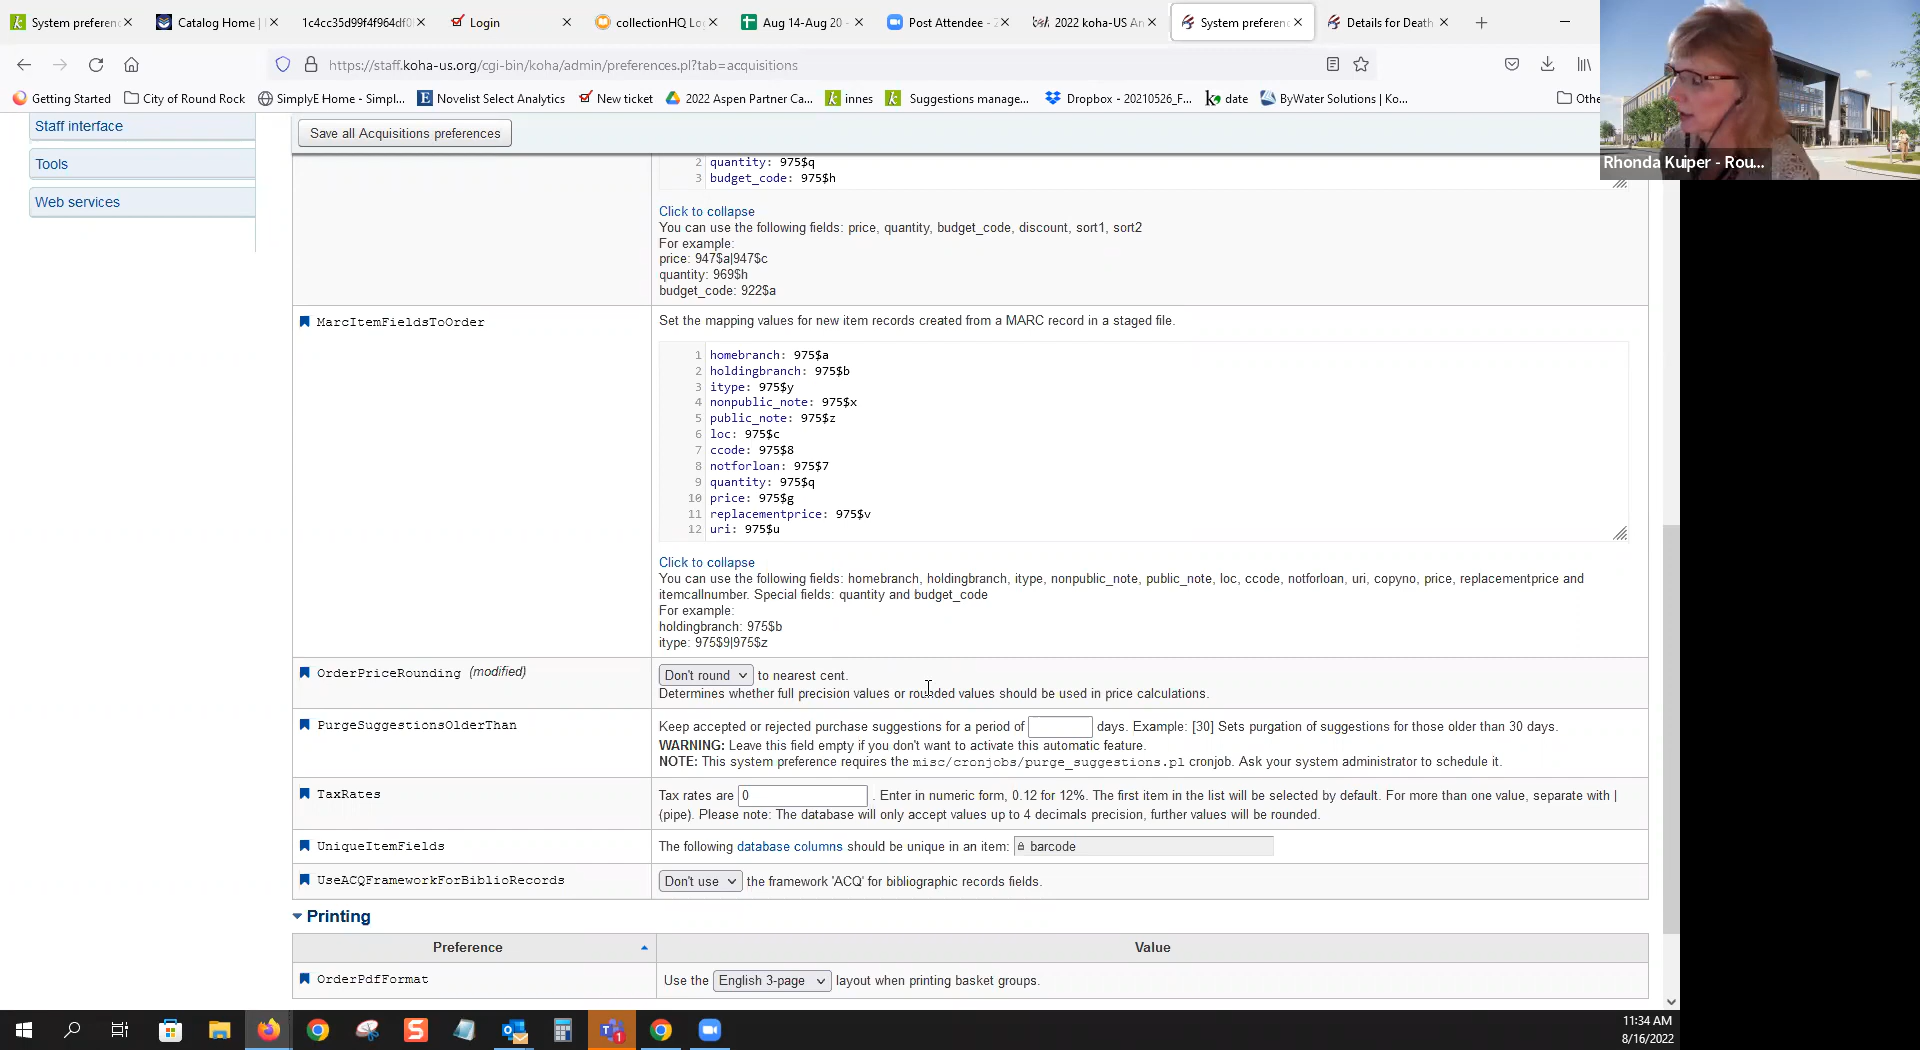 System preferenc
Catalog Home |
1c4cc35d99f4f964df0
Login
collectionHQ Lo
Aug 14-Aug 20 -
Post Attendee - Z
2022 koha-US An
System preferenc
Details for Death
https://staff.koha-us.org/cgi-bin/koha/admin/preferences.pl?tab=acquisitions
Getting Started
City of Round Rock
SimplyE Home - Simpl...
Novelist Select Analytics
New ticket
2022 Aspen Partner Ca...
innes
Suggestions manage...
Dropbox - 20210526_F...
date
ByWater Solutions | Ko...
Othe
Rhonda Kuiper - Rou...
Staff interface
Tools
Web services
Save all Acquisitions preferences
2 quantity: 975$q
3 budget_code: 975$h
Click to collapse
You can use the following fields: price, quantity, budget_code, discount, sort1, sort2
For example:
price: 947$a|947$c
quantity: 969$h
budget_code: 922$a
MarcItemFieldsToOrder
Set the mapping values for new item records created from a MARC record in a staged file.
1 homebranch: 975$a
2 holdingbranch: 975$b
3 itype: 975$y
4 nonpublic_note: 975$x
5 public_note: 975$z
6 loc: 975$c
7 ccode: 975$8
8 notforloan: 975$7
9 quantity: 975$q
10 price: 975$g
11 replacementprice: 975$v
12 uri: 975$u
Click to collapse
You can use the following fields: homebranch, holdingbranch, itype, nonpublic_note, public_note, loc, ccode, notforloan, uri, copyno, price, replacementprice and
itemcallnumber. Special fields: quantity and budget_code
For example:
holdingbranch: 975$b
itype: 975$9|975$z
OrderPriceRounding (modified)
Don't round to nearest cent.
Determines whether full precision values or rounded values should be used in price calculations.
PurgeSuggestionsOlderThan
Keep accepted or rejected purchase suggestions for a period of days. Example: [30] Sets purgation of suggestions for those older than 30 days.
WARNING: Leave this field empty if you don't want to activate this automatic feature.
NOTE: This system preference requires the misc/cronjobs/purge_suggestions.pl cronjob. Ask your system administrator to schedule it.
TaxRates
Tax rates are 0 . Enter in numeric form, 0.12 for 12%. The first item in the list will be selected by default. For more than one value, separate with |
(pipe). Please note: The database will only accept values up to 4 decimals precision, further values will be rounded.
UniqueItemFields
The following database columns should be unique in an item: barcode
UseACQFrameworkForBiblioRecords
Don't use the framework 'ACQ' for bibliographic records fields.
Printing
Preference
Value
OrderPdfFormat
Use the English 3-page layout when printing basket groups.
11:34 AM
8/16/2022